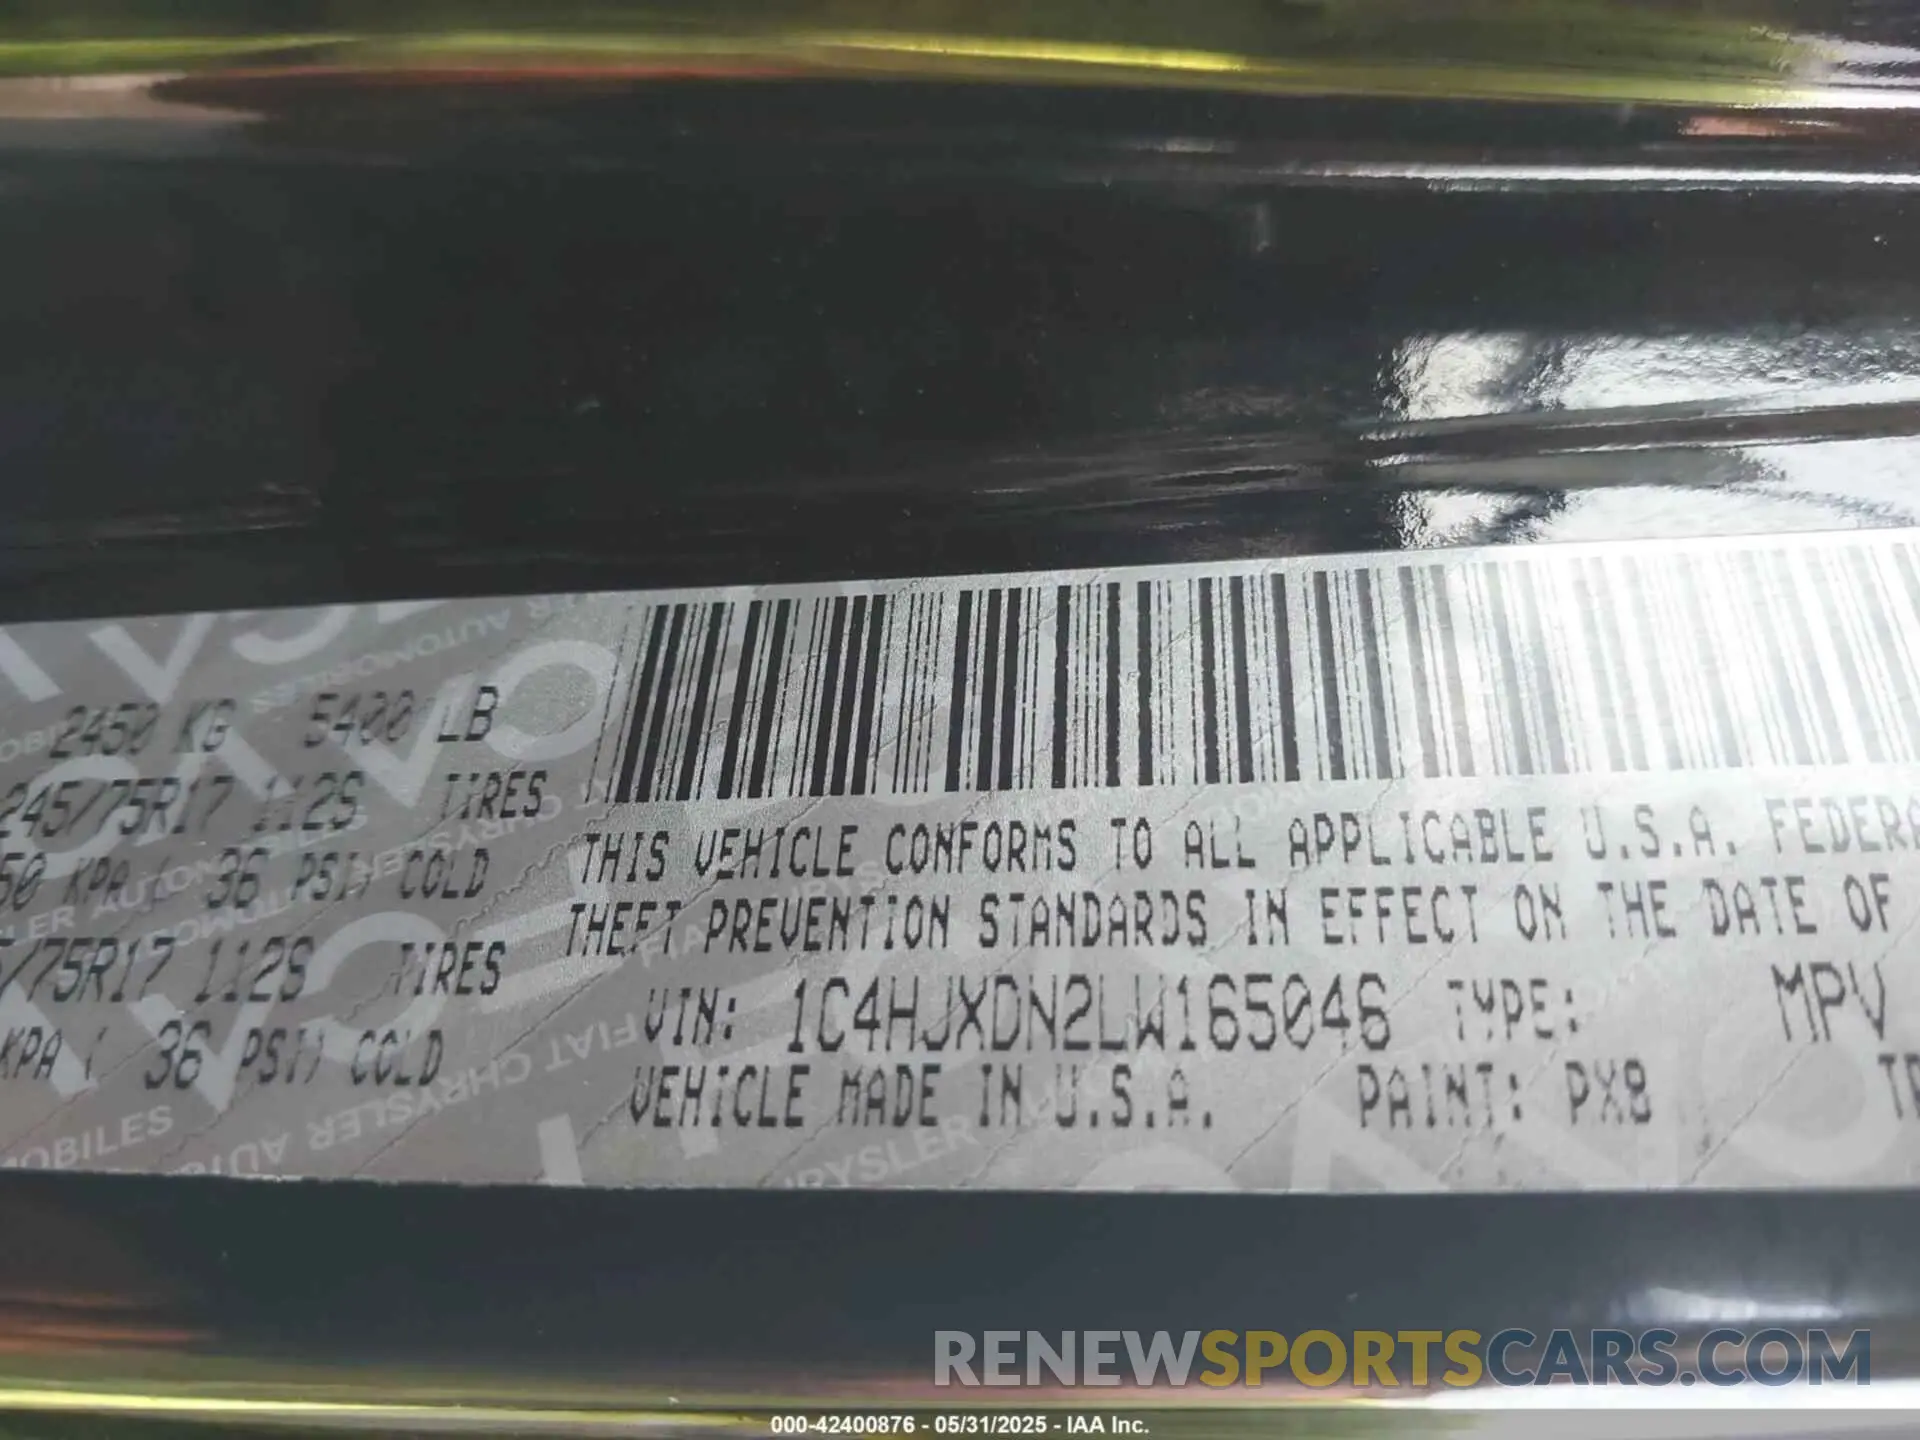 2450 KG 5400 LB
245/75R17 112S TIRES
50 KPA ( 36 PSI) COLD
/75R17 112S TIRES
KPA ( 36 PSI) COLD
THIS VEHICLE CONFORMS TO ALL APPLICABLE U.S.A. FEDERA
THEFT PREVENTION STANDARDS IN EFFECT ON THE DATE OF
VIN: 1C4HJXDN2LW165046 TYPE: MPV
VEHICLE MADE IN U.S.A. PAINT: PX8 TR
RENEWSPORTSCARS.COM
000-42400876 - 05/31/2025 - IAA Inc.